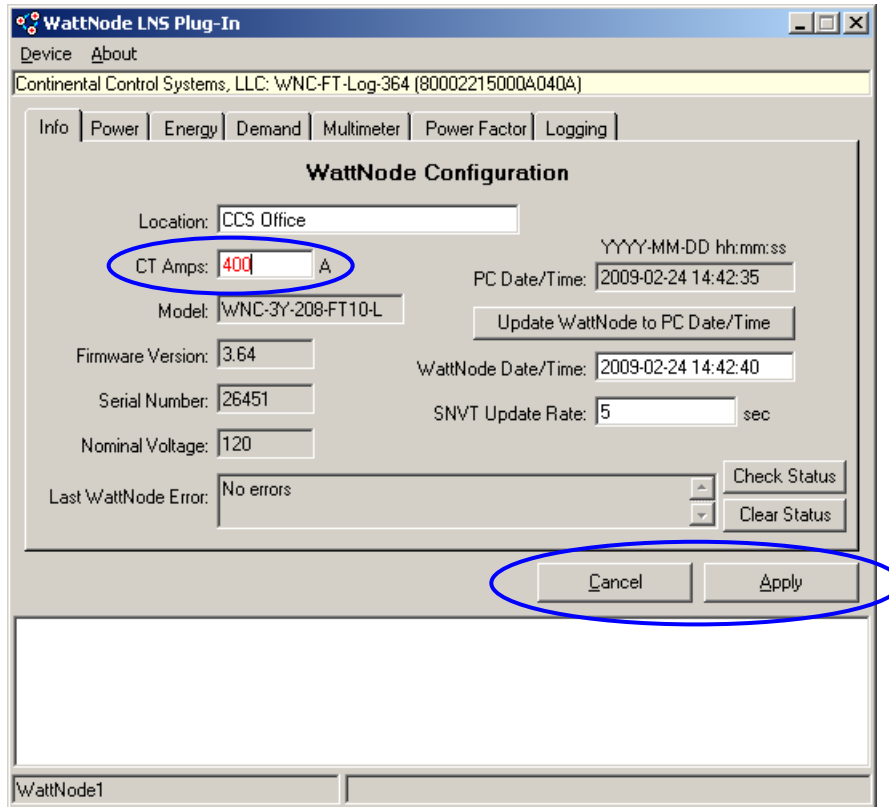 WattNode LNS Plug-In
Device About
Continental Control Systems, LLC: WNC-FT-Log-364 (80002215000A040A)
Info Power Energy Demand Multimeter Power Factor Logging
WattNode Configuration
Location: CCS Office
CT Amps: 400 A
Model: WNC-3Y-208-FT10-L
Firmware Version: 3.64
Serial Number: 26451
Nominal Voltage: 120
Last WattNode Error: No errors
YYYY-MM-DD hh:mm:ss
PC Date/Time: 2009-02-24 14:42:35
Update WattNode to PC Date/Time
WattNode Date/Time: 2009-02-24 14:42:40
SNVT Update Rate: 5 sec
Check Status
Clear Status
Cancel Apply
WattNode1